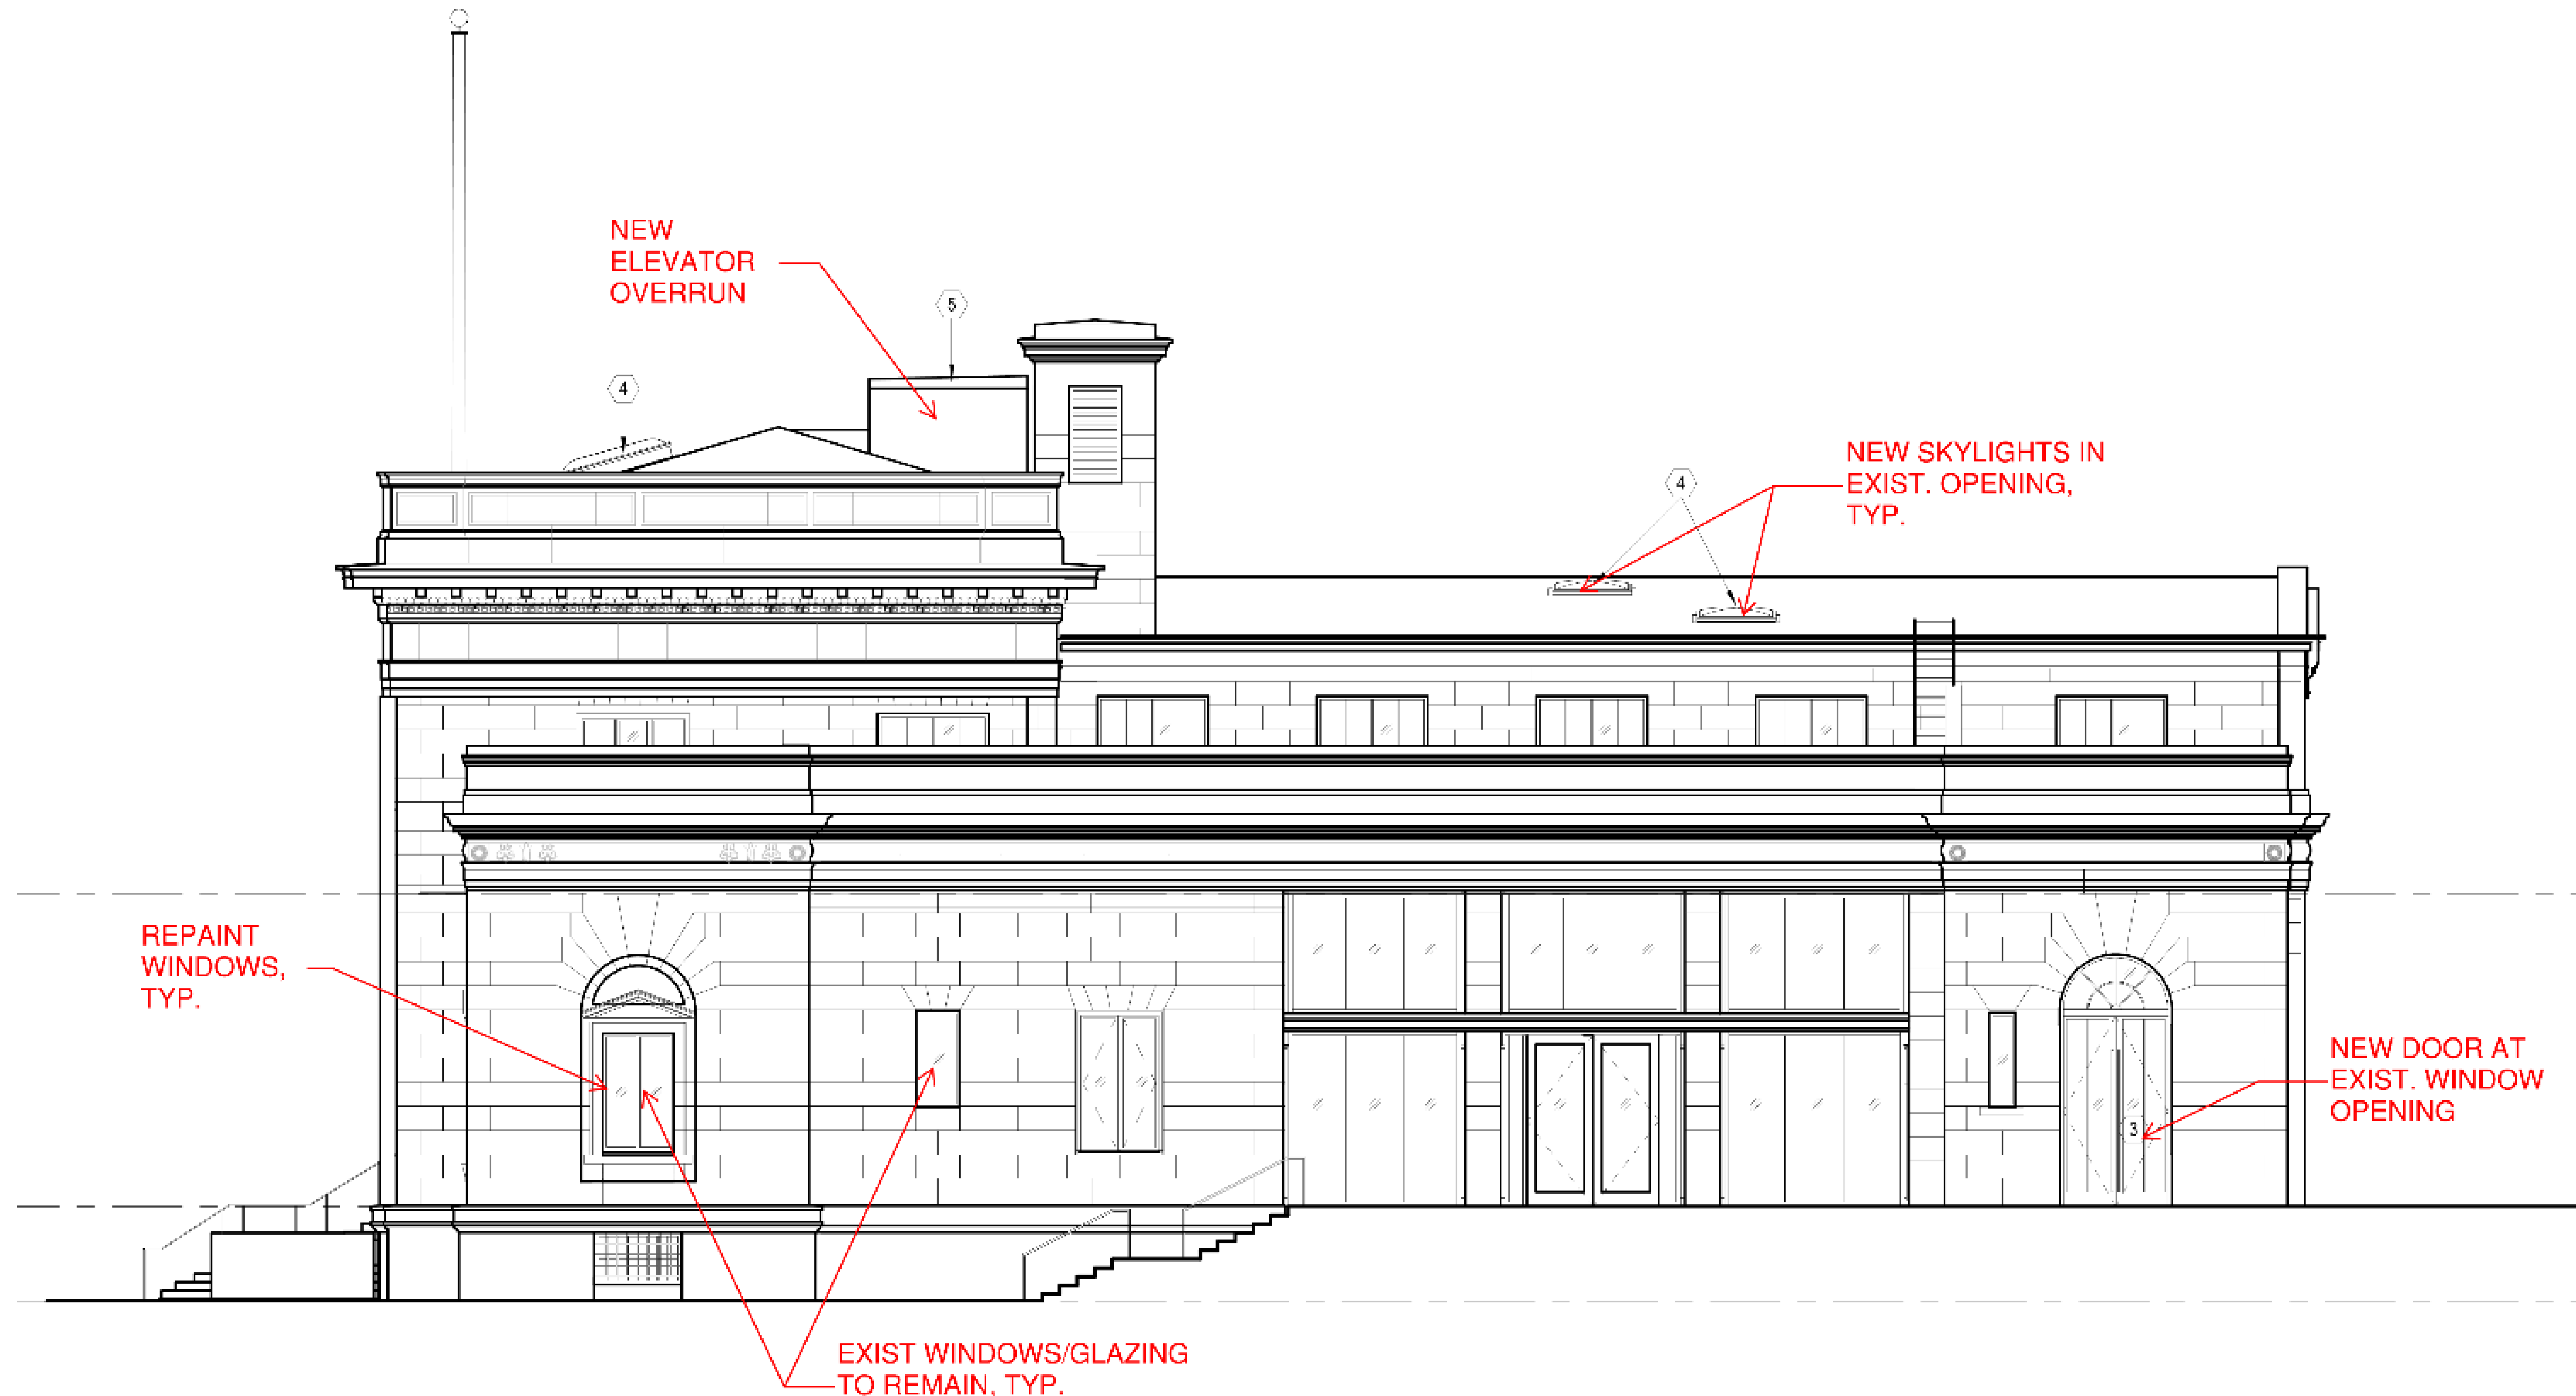 NEW
ELEVATOR
OVERRUN
5
4
NEW SKYLIGHTS IN
EXIST. OPENING,
TYP.
4
REPAINT
WINDOWS,
TYP.
NEW DOOR AT
EXIST. WINDOW
OPENING
3
EXIST WINDOWS/GLAZING
TO REMAIN, TYP.